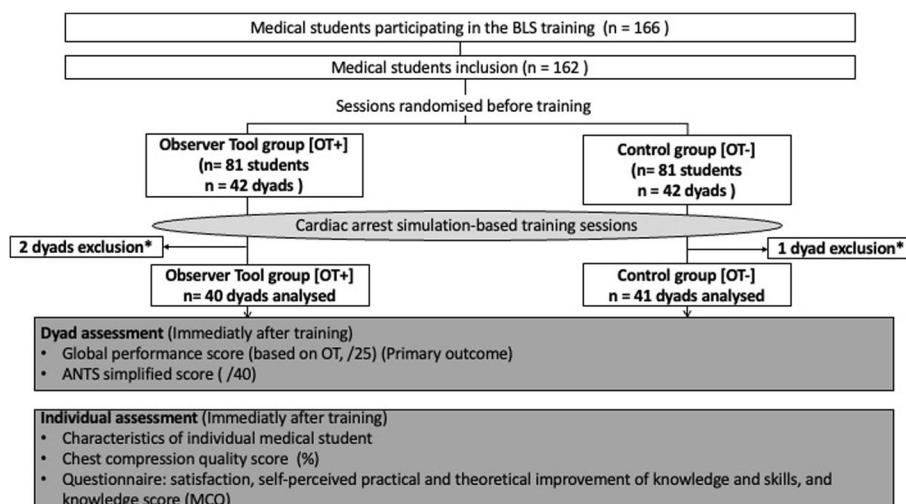 Medical students participating in the BLS training (n = 166 )
Medical students inclusion (n = 162 )
Sessions randomised before training
Observer Tool group [OT+]
(n= 81 students
n = 42 dyads )
Control group [OT-]
(n= 81 students
n = 42 dyads )
Cardiac arrest simulation-based training sessions
2 dyads exclusion*
1 dyad exclusion*
Observer Tool group [OT+]
n= 40 dyads analysed
Control group [OT-]
n = 41 dyads analysed
Dyad assessment (Immediatly after training)
• Global performance score (based on OT, /25) (Primary outcome)
• ANTS simplified score ( /40)
Individual assessment (Immediatly after training)
• Characteristics of individual medical student
• Chest compression quality score (%)
• Questionnaire: satisfaction, self-perceived practical and theoretical improvement of knowledge and skills, and
knowledge score (MCQ)